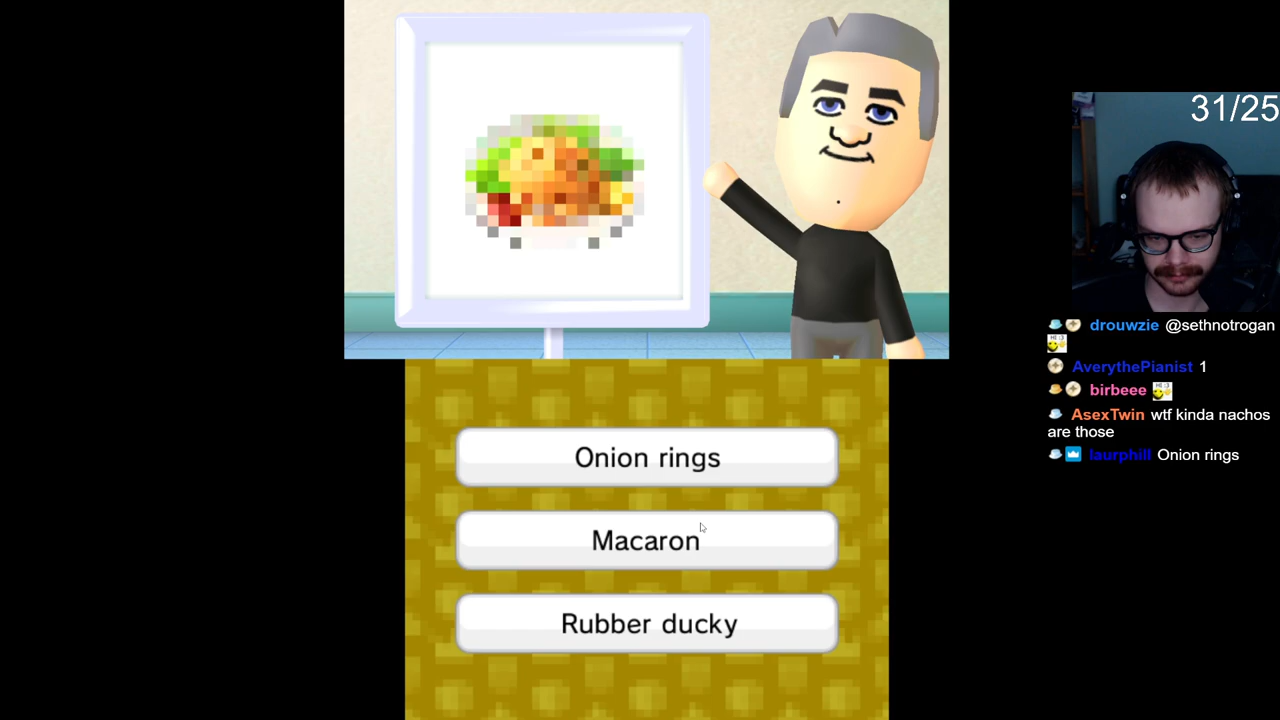 31/25
drouwzie @sethnotrogan
AverythePianist 1
birbeee
AsexTwin wtf kinda nachos
are those
laurphill Onion rings
Onion rings
Macaron
Rubber ducky